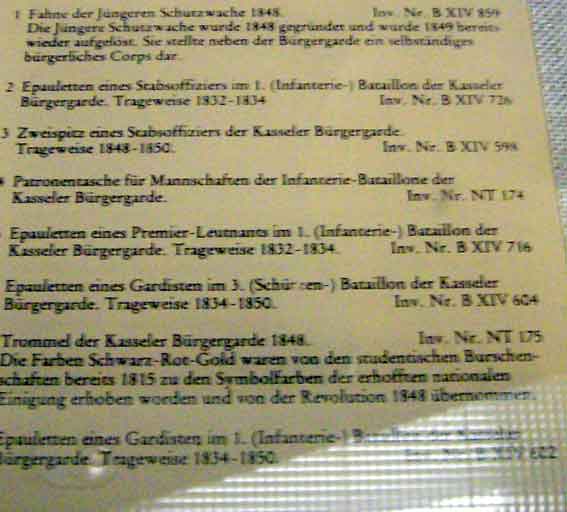 1 Fahne der Jüngeren Schutzwache 1848. Inv. Nr. B XIV 859
Die Jüngere Schutzwache wurde 1848 gegründet und wurde 1849 bereits
wieder aufgelöst. Sie stellte neben der Bürgergarde ein selbständiges
bürgerliches Corps dar.
2 Epauletten eines Stabsoffiziers im 1. (Infanterie-) Bataillon der Kasseler
Bürgergarde. Trageweise 1832-1834 Inv. Nr. B XIV 726
3 Zweispitz eines Stabsoffiziers der Kasseler Bürgergarde.
Trageweise 1848-1850. Inv. Nr. B XIV 598
Patronentasche für Mannschaften der Infanterie-Bataillone der
Kasseler Bürgergarde. Inv. Nr. NT 174
Epauletten eines Premier-Leutnants im 1. (Infanterie-) Bataillon der
Kasseler Bürgergarde. Trageweise 1832-1834. Inv. Nr. B XIV 716
Epauletten eines Gardisten im 3. (Schützen-) Bataillon der Kasseler
Bürgergarde. Trageweise 1834-1850. Inv. Nr. B XIV 604
Trommel der Kasseler Bürgergarde 1848. Inv. Nr. NT 175
Die Farben Schwarz-Rot-Gold waren von den studentischen Burschen-
schaften bereits 1815 zu den Symbolfarben der erhofften nationalen
Einigung erhoben worden und von der Revolution 1848 übernommen.
Epauletten eines Gardisten im 1. (Infanterie-) Bataillon der Kasseler
Bürgergarde. Trageweise 1834-1850. Inv. Nr. B XIV 622